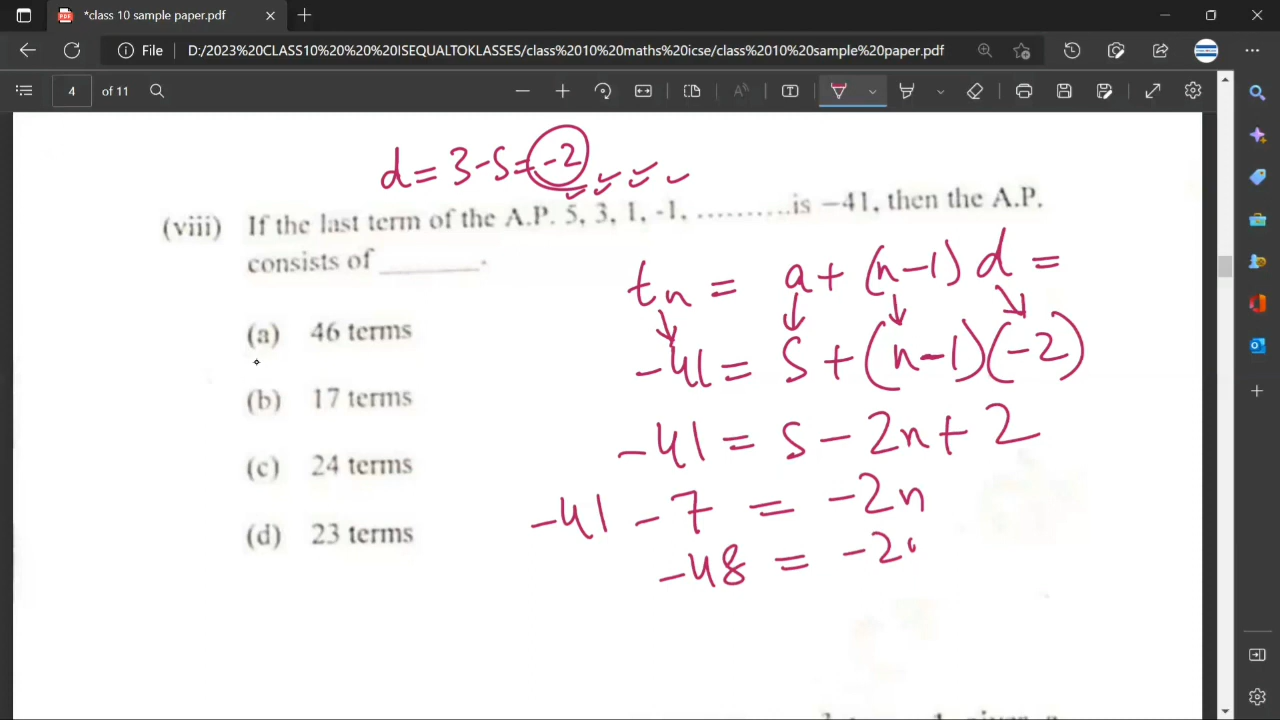 *class 10 sample paper.pdf
File D:/2023%20CLASS10%20%20%20ISEQUALTOKLASSES/class%2010%20maths%20icse/class%2010%20sample%20paper.pdf
4 of 11
d = 3-5 = -2
(viii) If the last term of the A.P. 5, 3, 1, -1, ..........is −41, then the A.P.
consists of ________.
tn = a + (n-1) d =
-41 = 5 + (n-1)(-2)
(a) 46 terms
(b) 17 terms
-41 = 5 - 2n + 2
(c) 24 terms
-41 - 7 = -2n
(d) 23 terms
-48 = -2